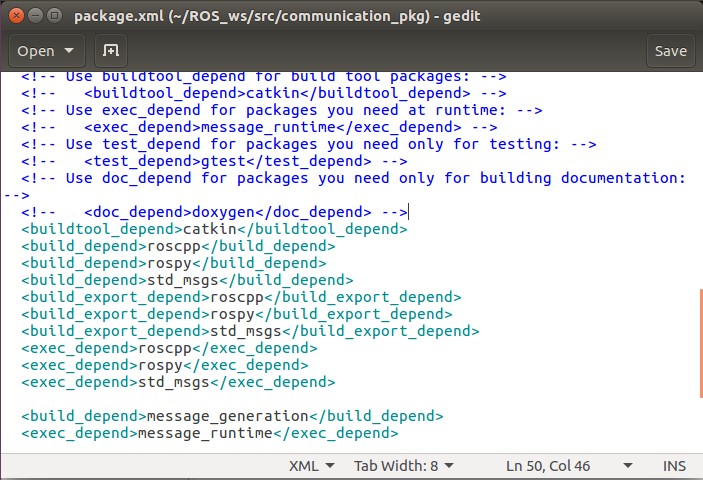 package.xml (~/ROS_ws/src/communication_pkg) - gedit
Open
Save
<!-- Use buildtool_depend for build tool packages: -->
<!--   <buildtool_depend>catkin</buildtool_depend> -->
<!-- Use exec_depend for packages you need at runtime: -->
<!--   <exec_depend>message_runtime</exec_depend> -->
<!-- Use test_depend for packages you need only for testing: -->
<!--   <test_depend>gtest</test_depend> -->
<!-- Use doc_depend for packages you need only for building documentation:
-->
<!--   <doc_depend>doxygen</doc_depend> -->
<buildtool_depend>catkin</buildtool_depend>
<build_depend>roscpp</build_depend>
<build_depend>rospy</build_depend>
<build_depend>std_msgs</build_depend>
<build_export_depend>roscpp</build_export_depend>
<build_export_depend>rospy</build_export_depend>
<build_export_depend>std_msgs</build_export_depend>
<exec_depend>roscpp</exec_depend>
<exec_depend>rospy</exec_depend>
<exec_depend>std_msgs</exec_depend>
<build_depend>message_generation</build_depend>
<exec_depend>message_runtime</exec_depend>
XML Tab Width: 8 Ln 50, Col 46 INS